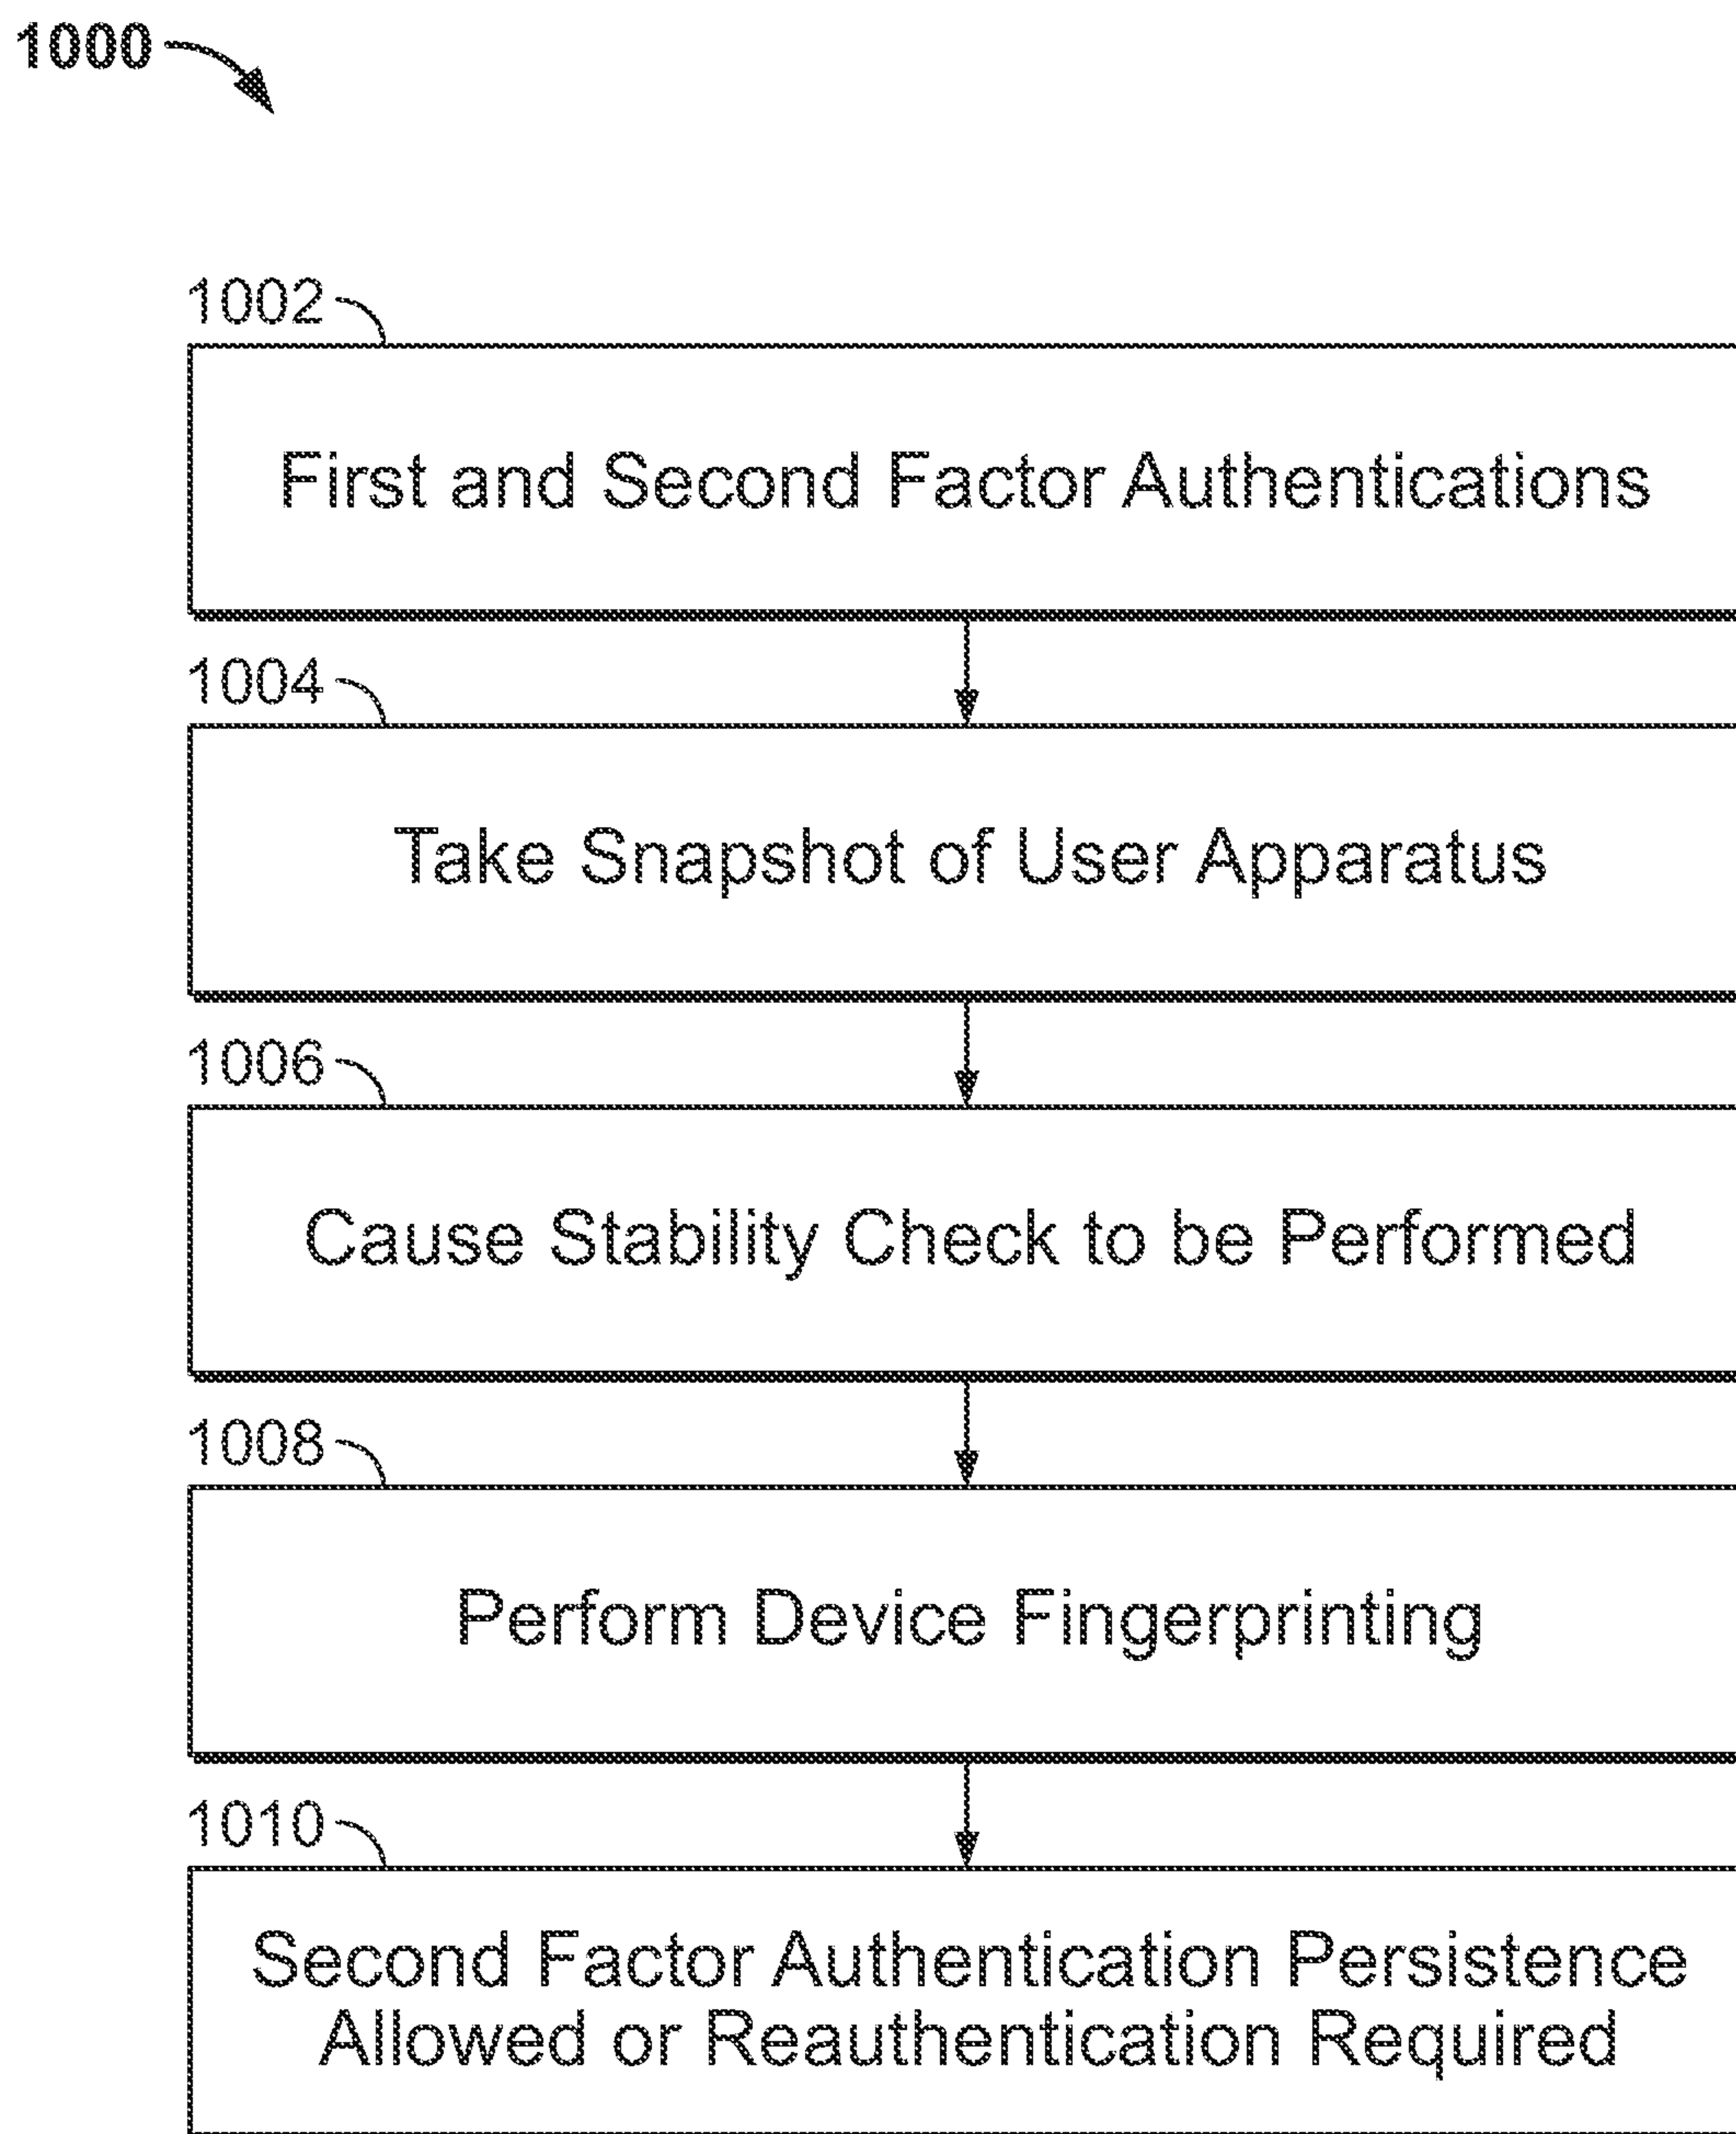 1000
1002
First and Second Factor Authentications
1004
Take Snapshot of User Apparatus
1006
Cause Stability Check to be Performed
1008
Perform Device Fingerprinting
1010
Second Factor Authentication Persistence
Allowed or Reauthentication Required